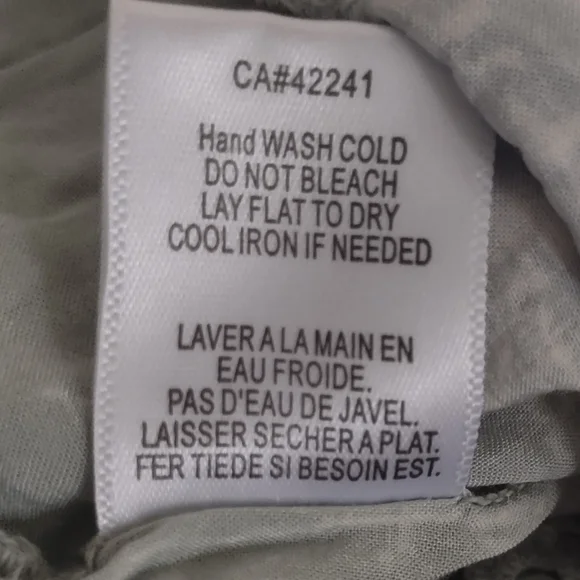 CA#42241
Hand WASH COLD
DO NOT BLEACH
LAY FLAT TO DRY
COOL IRON IF NEEDED
LAVER A LA MAIN EN
EAU FROIDE.
PAS D'EAU DE JAVEL.
LAISSER SECHER A PLAT.
FER TIEDE SI BESOIN EST.